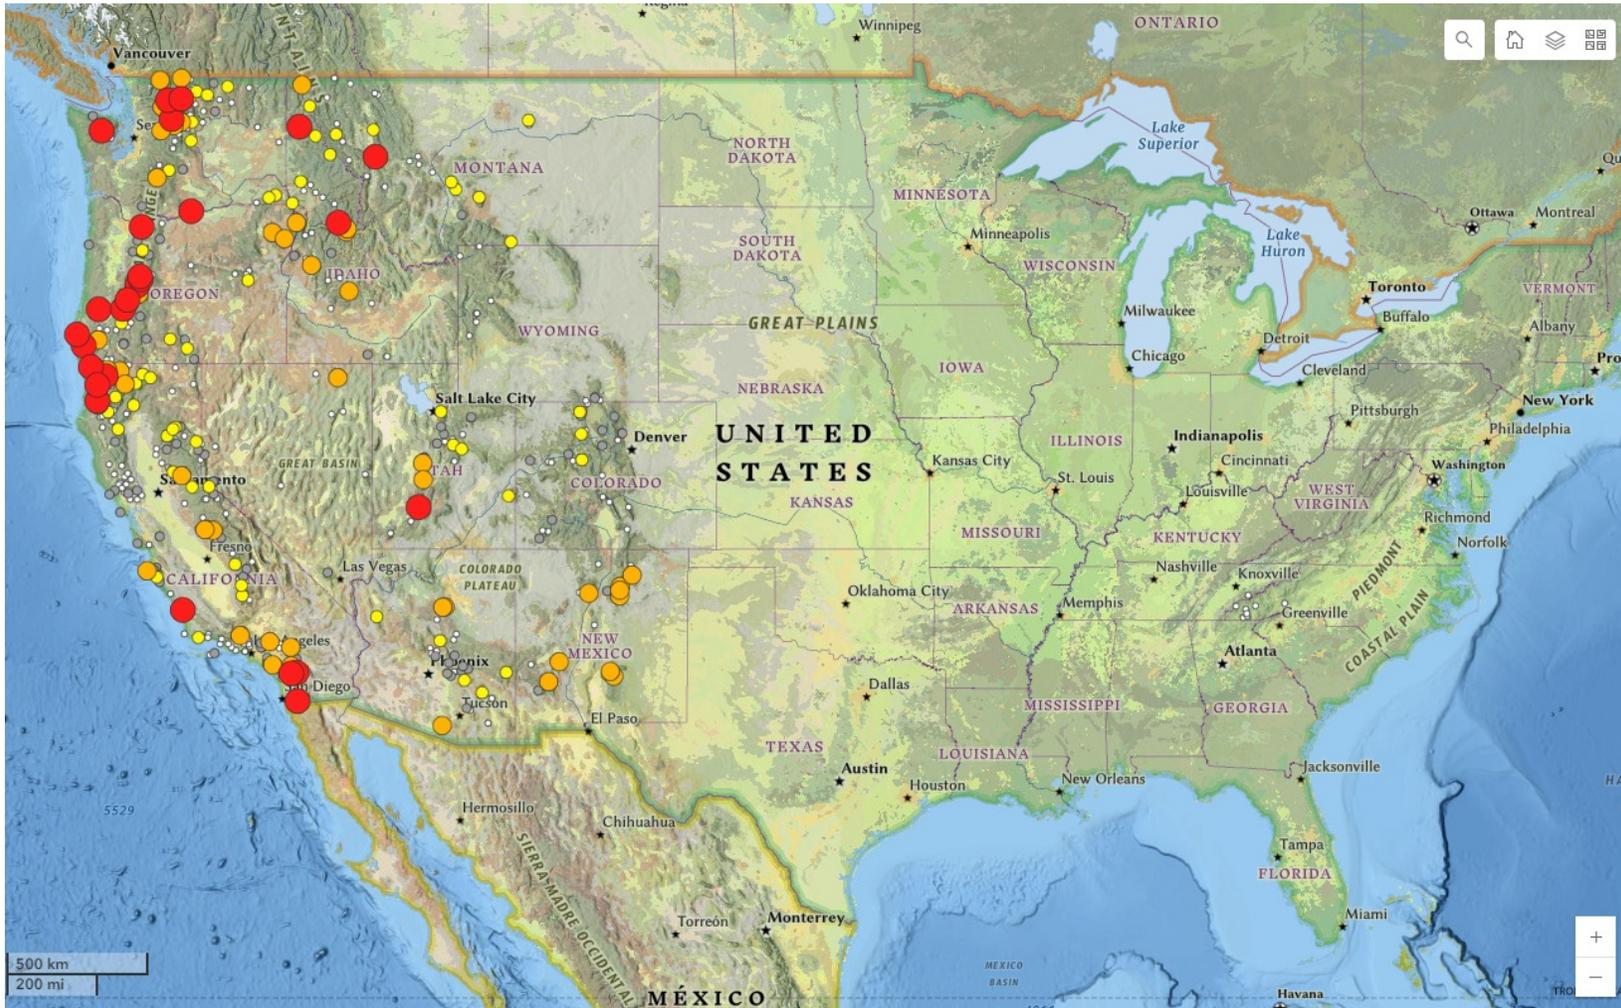 Regina
Winnipeg
ONTARIO
Vancouver
Lake
Superior
NORTH
DAKOTA
MONTANA
MINNESOTA
Ottawa
Montreal
Minneapolis
Lake
Huron
SOUTH
DAKOTA
WISCONSIN
IDAHO
OREGON
Toronto
VERMONT
Milwaukee
Buffalo
Albany
WYOMING
GREAT PLAINS
Detroit
Chicago
IOWA
Cleveland
NEBRASKA
Salt Lake City
New York
Pittsburgh
Philadelphia
Denver
UNITED
STATES
ILLINOIS
Indianapolis
GREAT BASIN
Kansas City
Cincinnati
Washington
COLORADO
St. Louis
Louisville
WEST
VIRGINIA
KANSAS
Richmond
MISSOURI
KENTUCKY
Norfolk
Fresno
Las Vegas
COLORADO
PLATEAU
Nashville
Knoxville
PIEDMONT
CALIFORNIA
Oklahoma City
ARKANSAS
Memphis
Greenville
COASTAL PLAIN
NEW
MEXICO
Atlanta
San Diego
Dallas
Tucson
MISSISSIPPI
GEORGIA
El Paso
TEXAS
LOUISIANA
Austin
Jacksonville
Houston
New Orleans
5529
Hermosillo
Chihuahua
SIERRA MADRE OCCIDENTAL
Tampa
FLORIDA
Torreón
Monterrey
Miami
500 km
200 mi
MEXICO
BASIN
MÉXICO
Havana